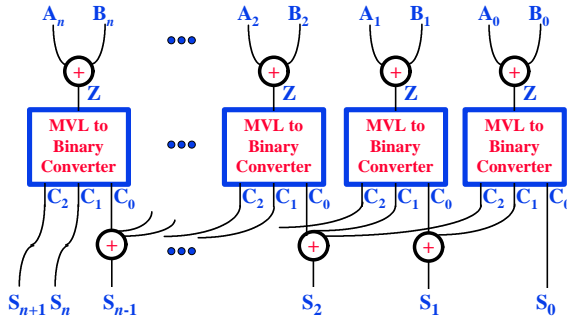 Aₙ Bₙ ••• A₂ B₂ A₁ B₁ A₀ B₀
+ + + +
Z Z Z Z
MVL to Binary Converter
•••
MVL to Binary Converter
MVL to Binary Converter
MVL to Binary Converter
C₂ C₁ C₀ C₂ C₁ C₀ C₂ C₁ C₀ C₂ C₁ C₀
+ ••• + +
Sₙ₊₁ Sₙ Sₙ₋₁ S₂ S₁ S₀